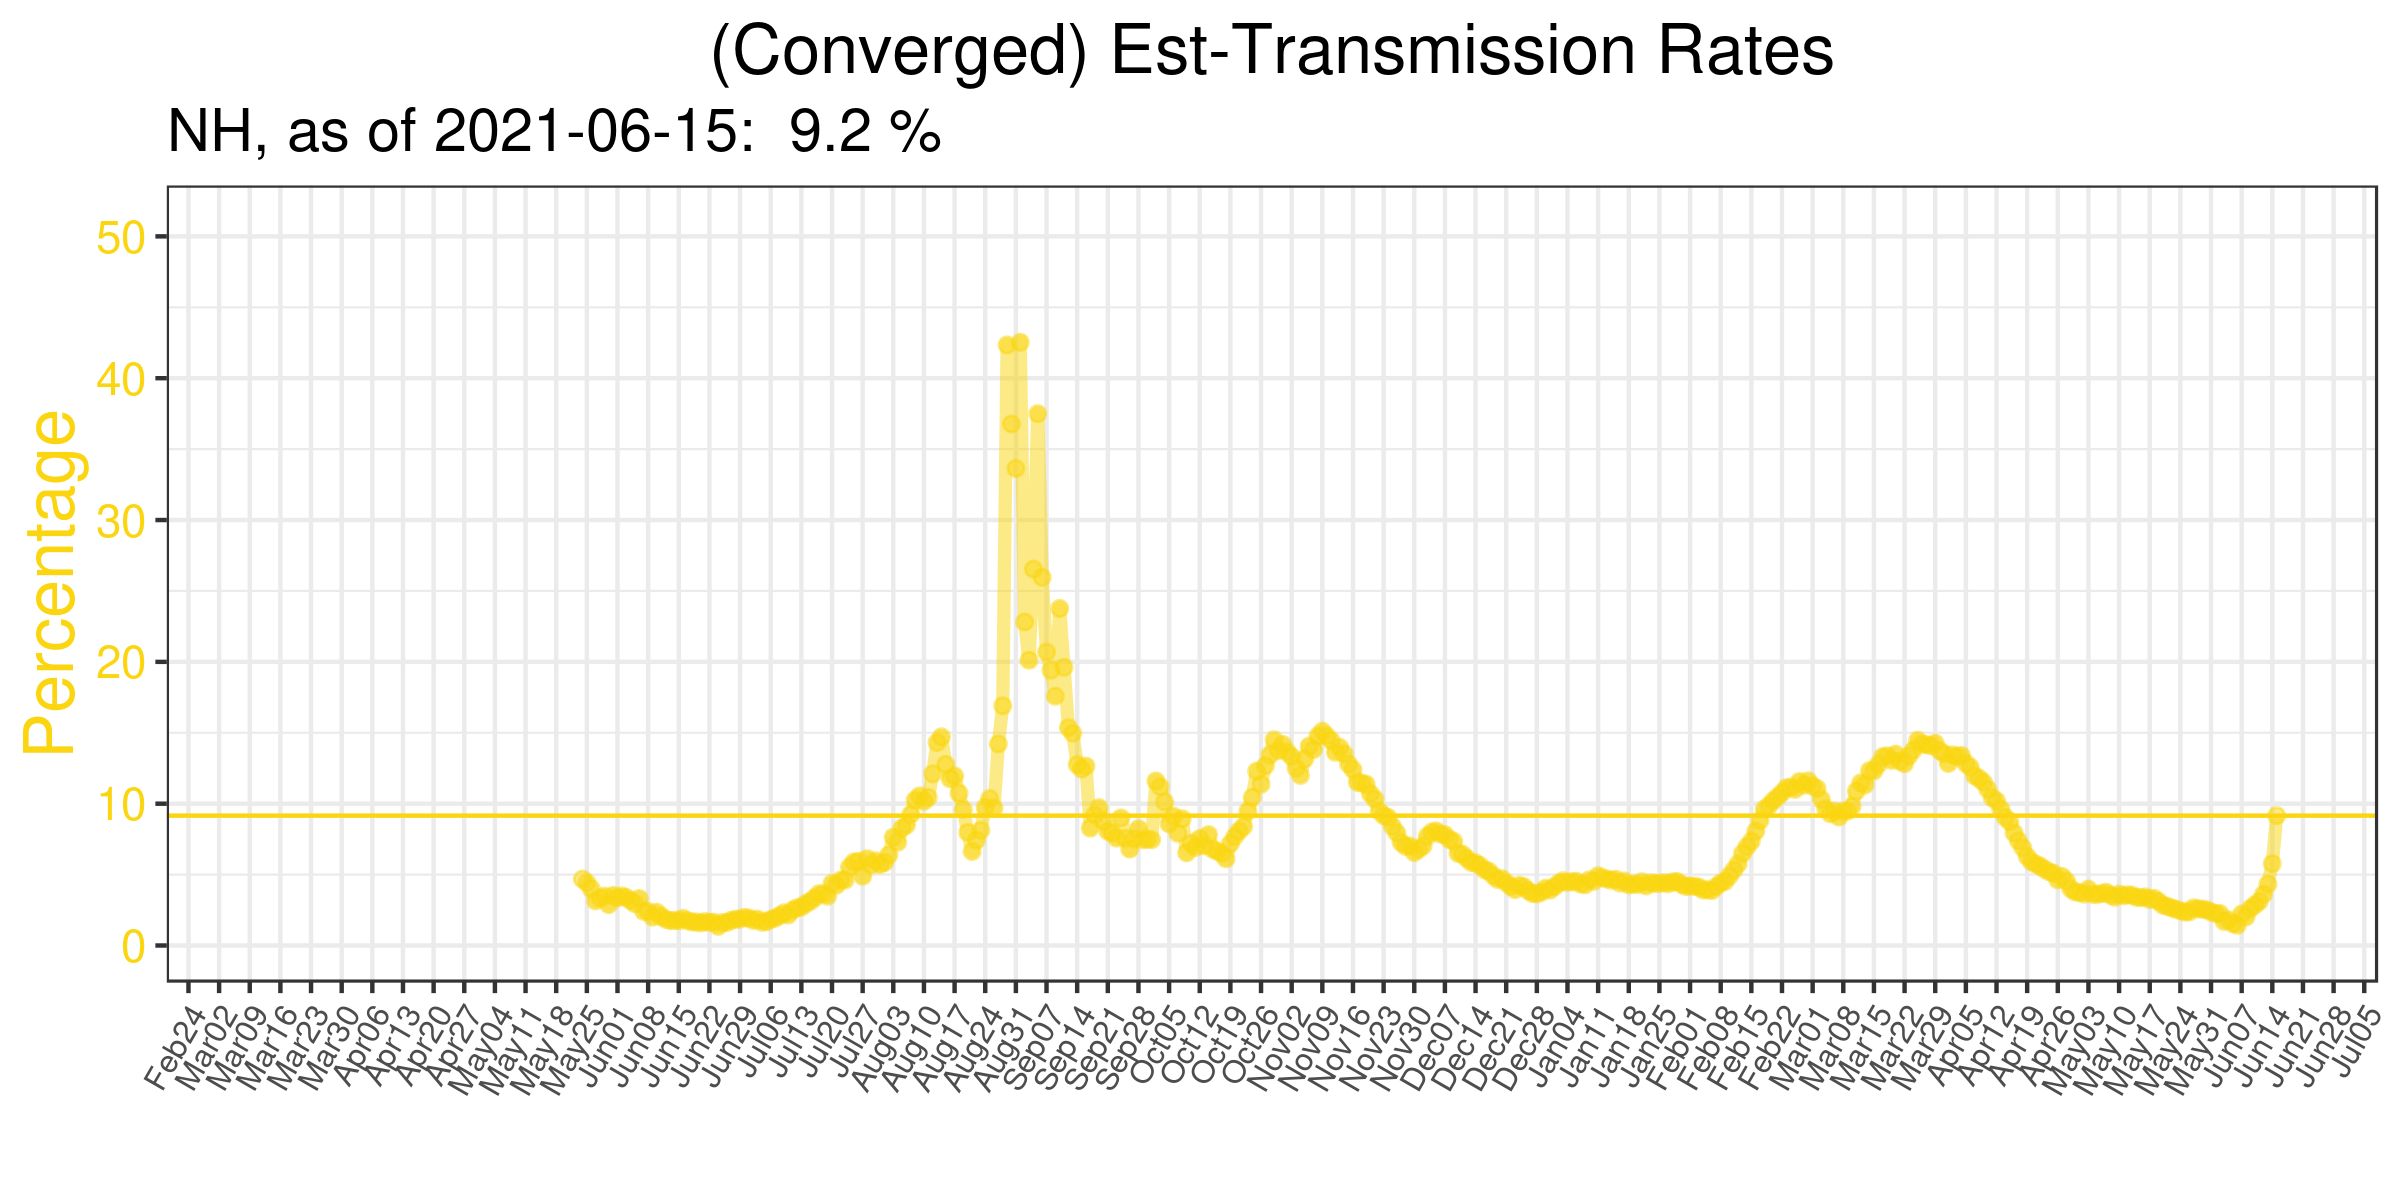 (Converged) Est-Transmission Rates
NH, as of 2021-06-15:  9.2 %
Percentage
50
40
30
20
10
0
Feb24
Mar02
Mar09
Mar16
Mar23
Mar30
Apr06
Apr13
Apr20
Apr27
May04
May11
May18
May25
Jun01
Jun08
Jun15
Jun22
Jun29
Jul06
Jul13
Jul20
Jul27
Aug03
Aug10
Aug17
Aug24
Aug31
Sep07
Sep14
Sep21
Sep28
Oct05
Oct12
Oct19
Oct26
Nov02
Nov09
Nov16
Nov23
Nov30
Dec07
Dec14
Dec21
Dec28
Jan04
Jan11
Jan18
Jan25
Feb01
Feb08
Feb15
Feb22
Mar01
Mar08
Mar15
Mar22
Mar29
Apr05
Apr12
Apr19
Apr26
May03
May10
May17
May24
May31
Jun07
Jun14
Jun21
Jun28
Jul05